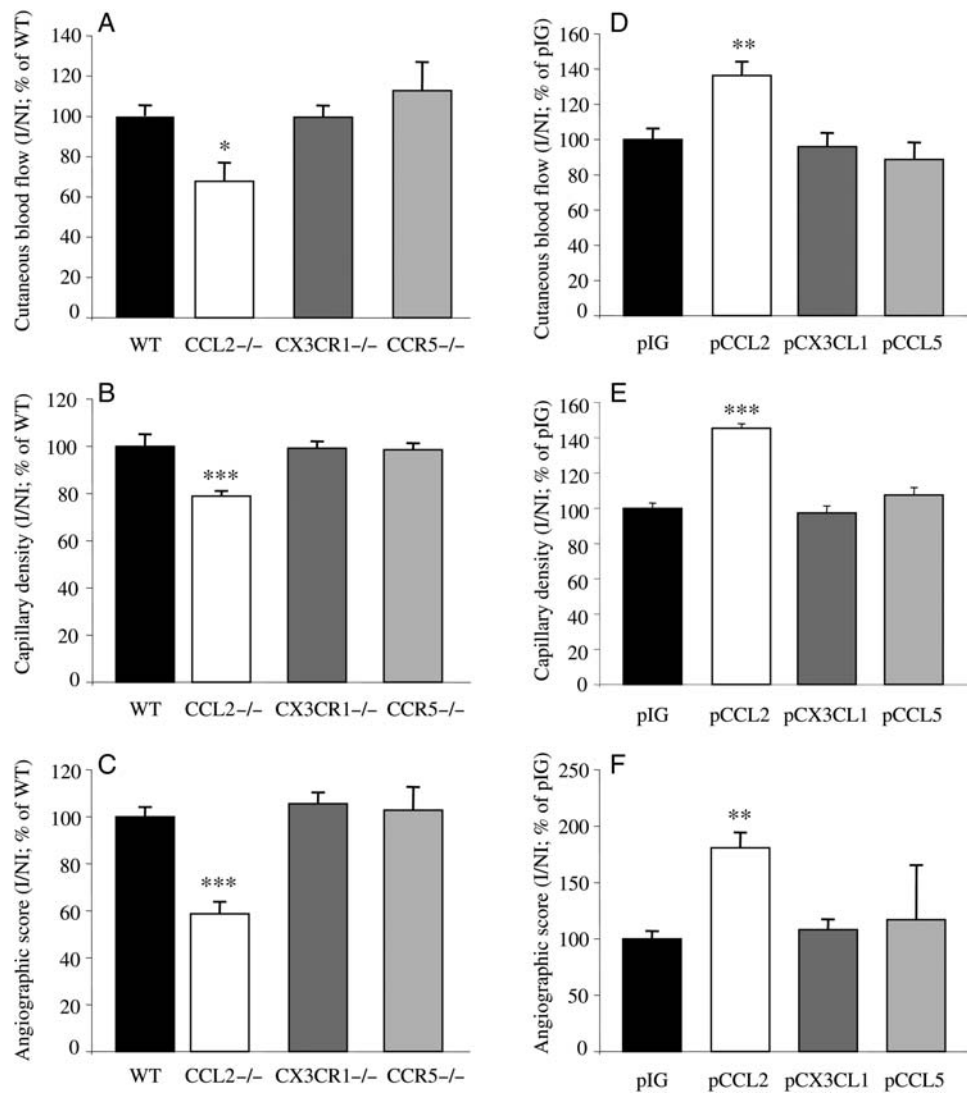 A
Cutaneous blood flow (I/NI; % of WT)
140
120
100
80
60
40
20
0
*
WT CCL2−/− CX3CR1−/− CCR5−/−
D
Cutaneous blood flow (I/NI; % of pIG)
160
140
120
100
80
60
40
20
0
**
pIG pCCL2 pCX3CL1 pCCL5
B
Capillary density (I/NI; % of WT)
120
100
80
60
40
20
0
***
WT CCL2−/− CX3CR1−/− CCR5−/−
E
Capillary density (I/NI; % of pIG)
160
140
120
100
80
60
40
20
0
***
pIG pCCL2 pCX3CL1 pCCL5
C
Angiographic score (I/NI; % of WT)
120
100
80
60
40
20
0
***
WT CCL2−/− CX3CR1−/− CCR5−/−
F
Angiographic score (I/NI; % of pIG)
250
200
150
100
50
0
**
pIG pCCL2 pCX3CL1 pCCL5